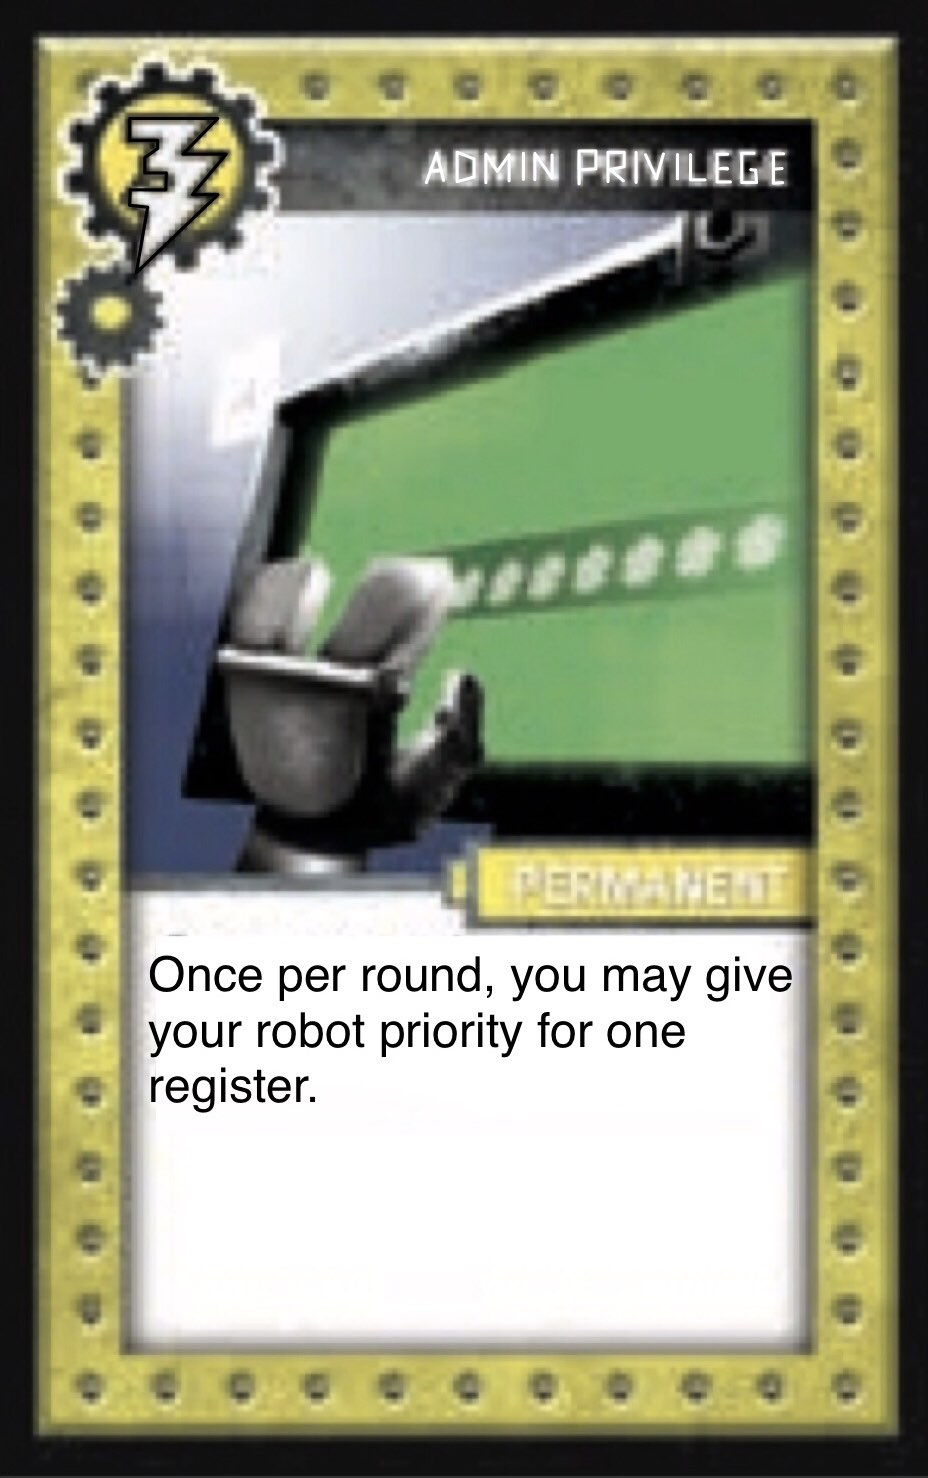 3
ADMIN PRIVILEGE
PERMANENT
Once per round, you may give
your robot priority for one
register.